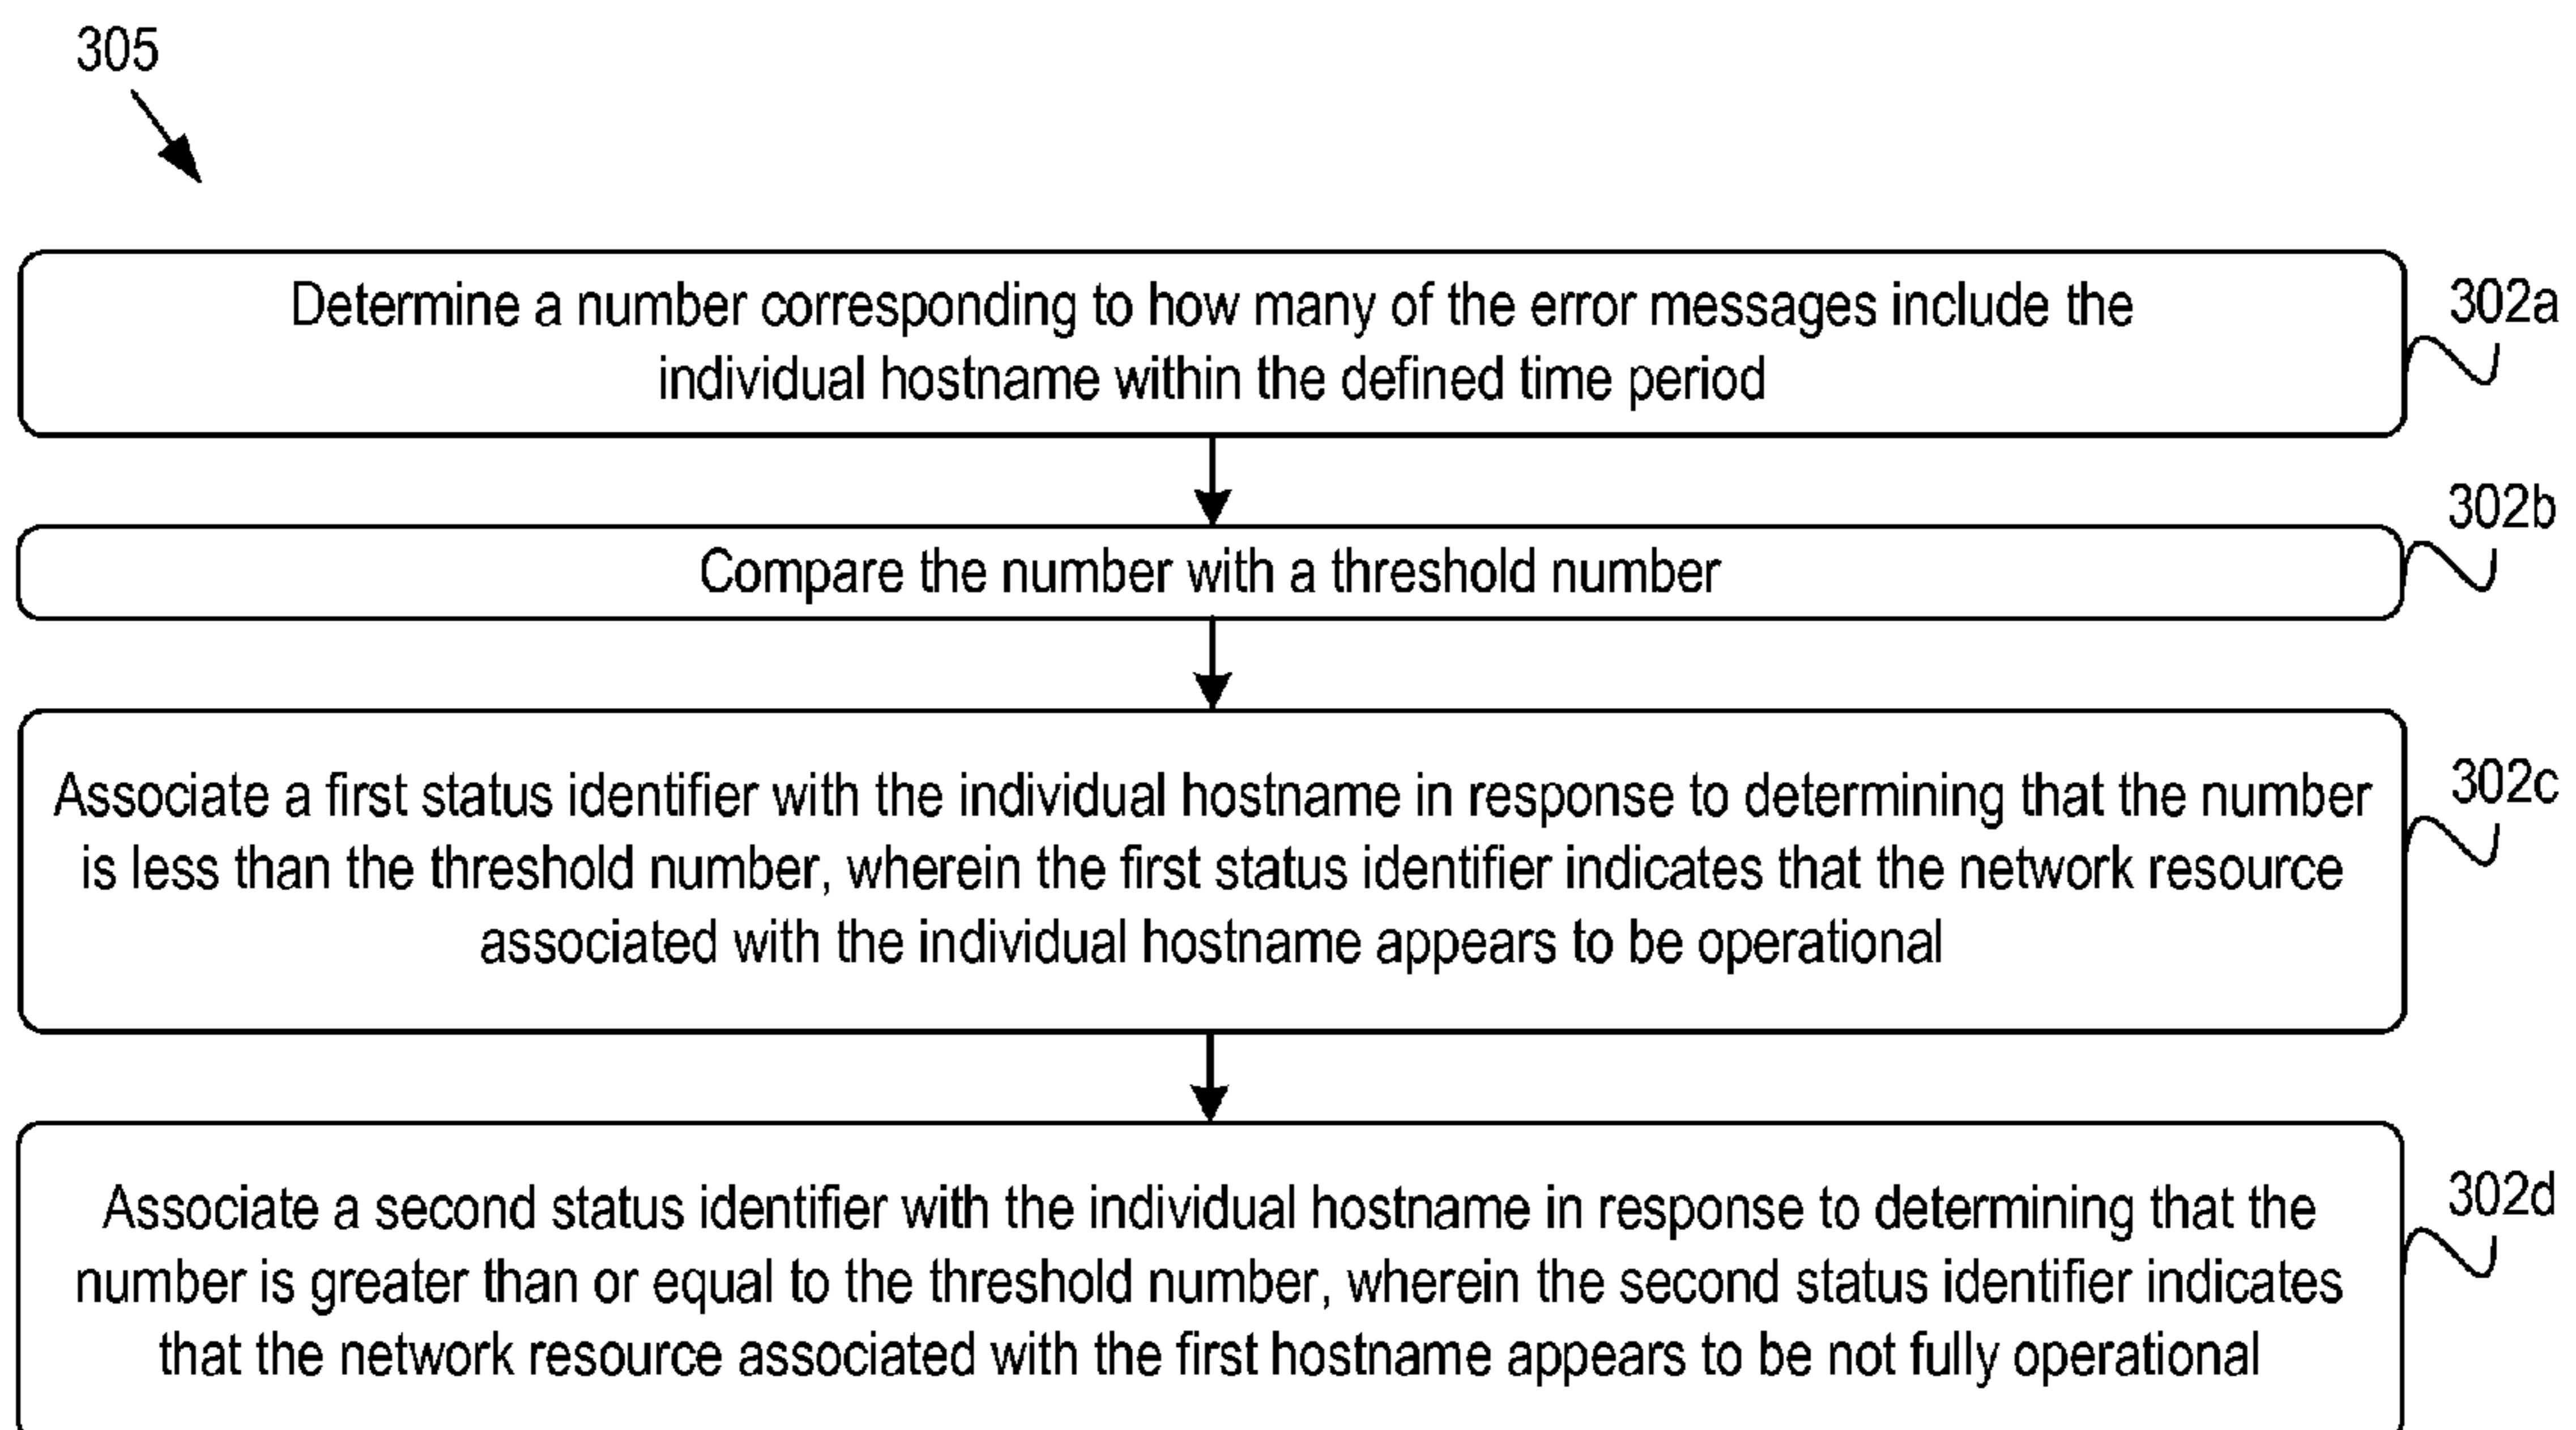 305
Determine a number corresponding to how many of the error messages include the
individual hostname within the defined time period
302a
Compare the number with a threshold number
302b
Associate a first status identifier with the individual hostname in response to determining that the number
is less than the threshold number, wherein the first status identifier indicates that the network resource
associated with the individual hostname appears to be operational
302c
Associate a second status identifier with the individual hostname in response to determining that the
number is greater than or equal to the threshold number, wherein the second status identifier indicates
that the network resource associated with the first hostname appears to be not fully operational
302d